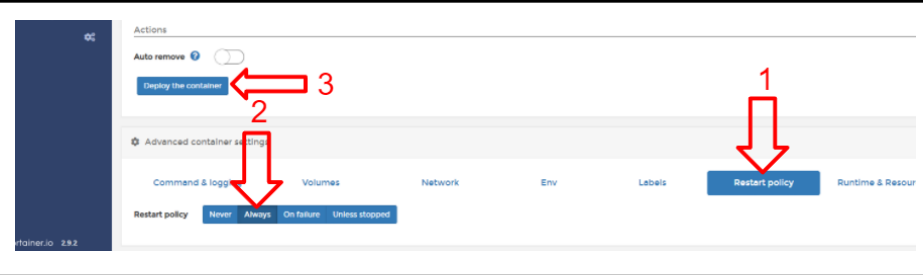 Actions
Auto remove
Deploy the container
3
1
2
Advanced container settings
Command & logging Volumes Network Env Labels Restart policy Runtime & Resour
Restart policy Never Always On failure Unless stopped
rtainer.io 2.9.2